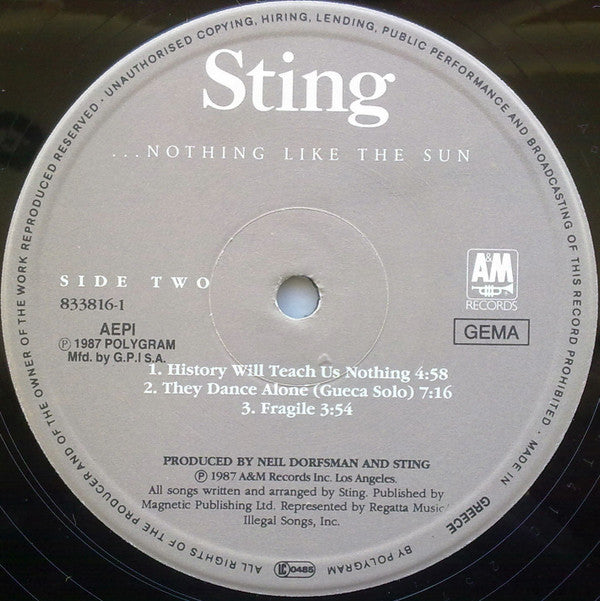 Sting
...NOTHING LIKE THE SUN
SIDE TWO
833816-1
AEPI
℗ 1987 POLYGRAM
Mfd. by G.P.I S.A.
A&M
RECORDS
GEMA
1. History Will Teach Us Nothing 4:58
2. They Dance Alone (Gueca Solo) 7:16
3. Fragile 3:54
PRODUCED BY NEIL DORFSMAN AND STING
℗ 1987 A&M Records Inc. Los Angeles.
All songs written and arranged by Sting. Published by
Magnetic Publishing Ltd. Represented by Regatta Music/
Illegal Songs, Inc.
ALL RIGHTS OF THE PRODUCER AND OF THE OWNER OF THE WORK REPRODUCED RESERVED · UNAUTHORISED COPYING, HIRING, LENDING, PUBLIC PERFORMANCE AND BROADCASTING OF THIS RECORD PROHIBITED. · MADE IN GREECE BY POLYGRAM
LC 0485